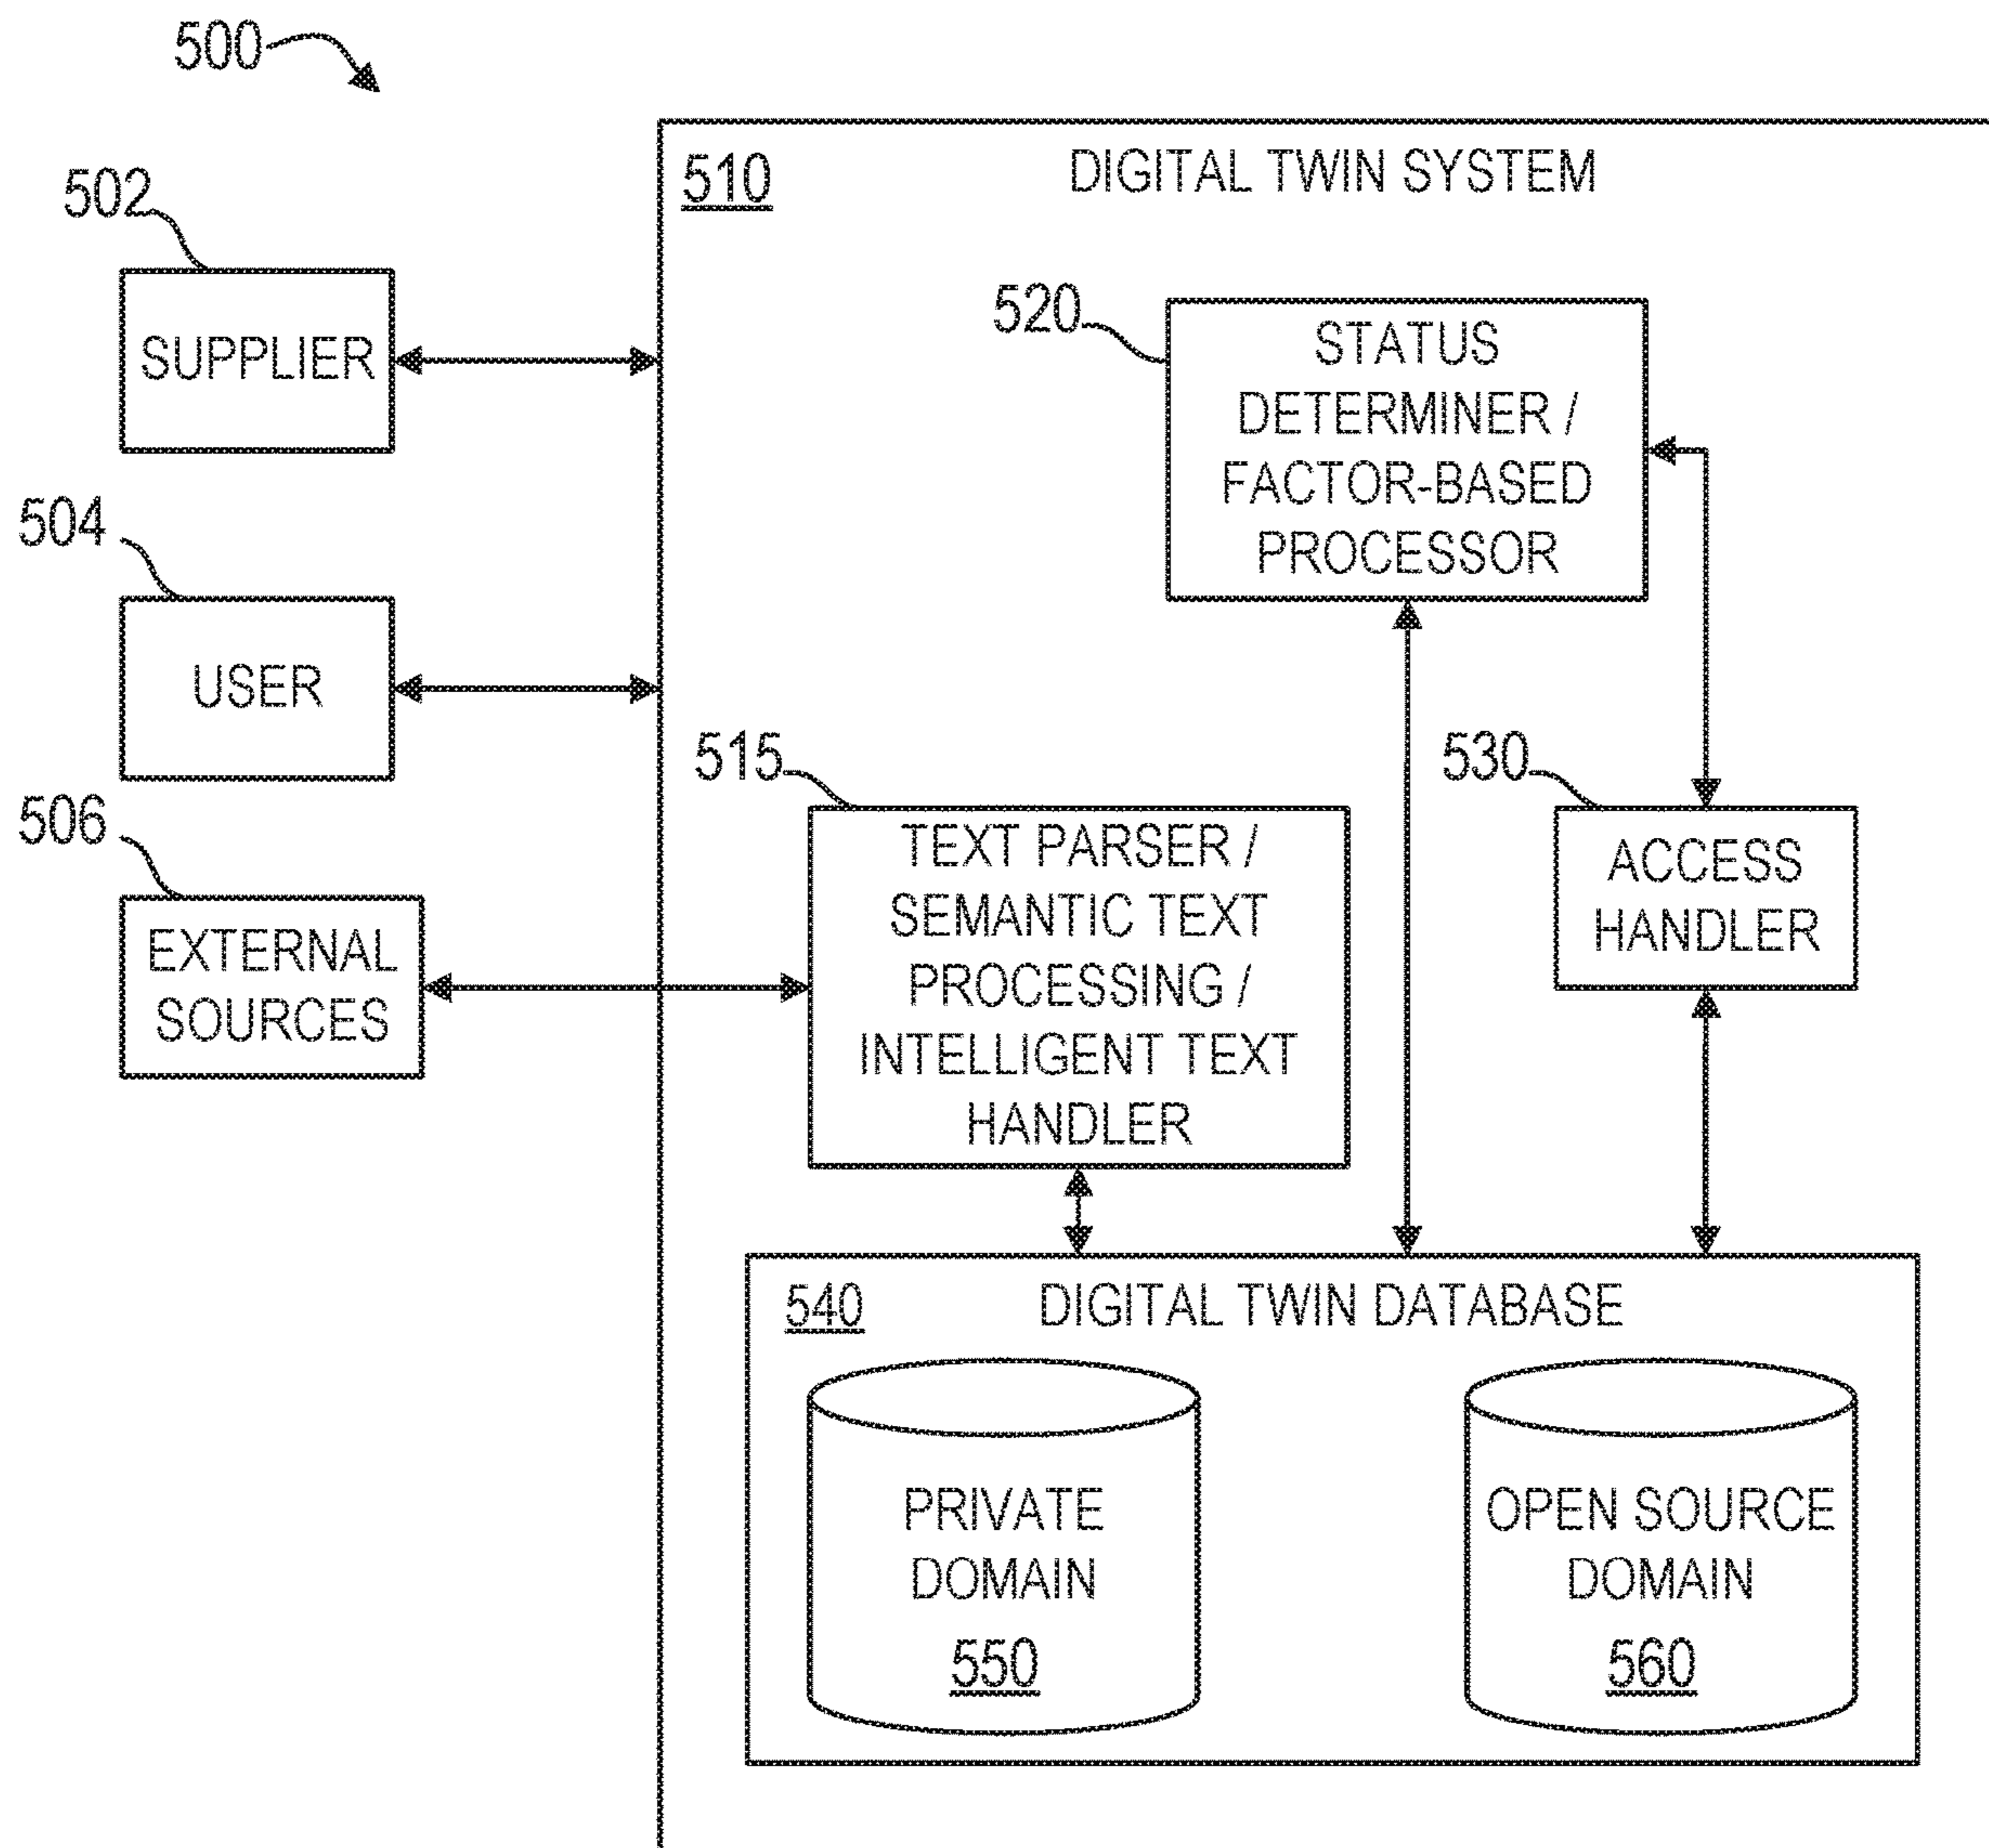 500
510
DIGITAL TWIN SYSTEM
502
SUPPLIER
504
USER
506
EXTERNAL
SOURCES
520
STATUS
DETERMINER /
FACTOR-BASED
PROCESSOR
515
TEXT PARSER /
SEMANTIC TEXT
PROCESSING /
INTELLIGENT TEXT
HANDLER
530
ACCESS
HANDLER
540
DIGITAL TWIN DATABASE
PRIVATE
DOMAIN
550
OPEN SOURCE
DOMAIN
560